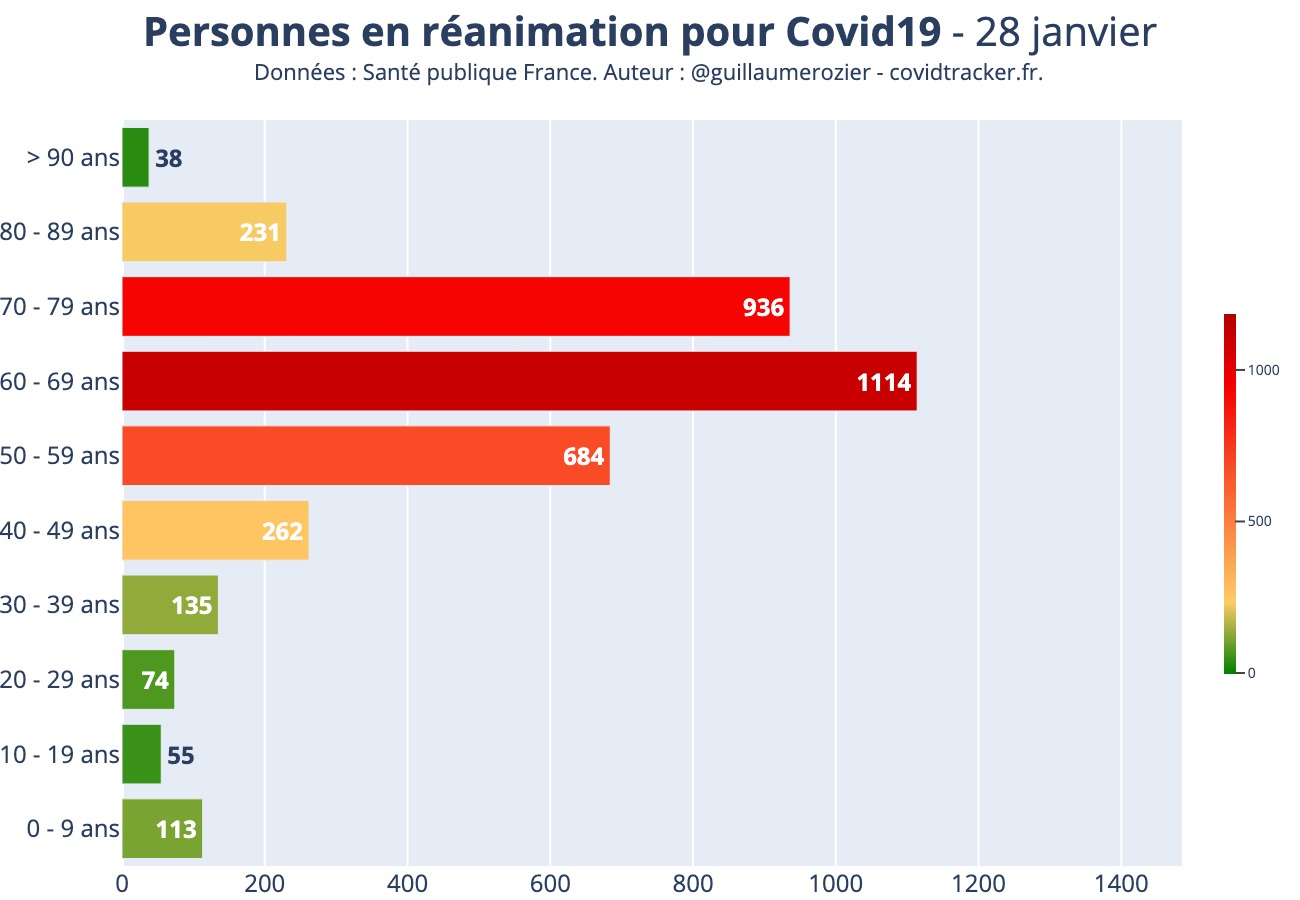 Personnes en réanimation pour Covid19 - 28 janvier
Données : Santé publique France. Auteur : @guillaumerozier - covidtracker.fr.
> 90 ans 38
80 - 89 ans 231
70 - 79 ans 936
60 - 69 ans 1114
50 - 59 ans 684
40 - 49 ans 262
30 - 39 ans 135
20 - 29 ans 74
10 - 19 ans 55
0 - 9 ans 113
0 200 400 600 800 1000 1200 1400
1000
500
0